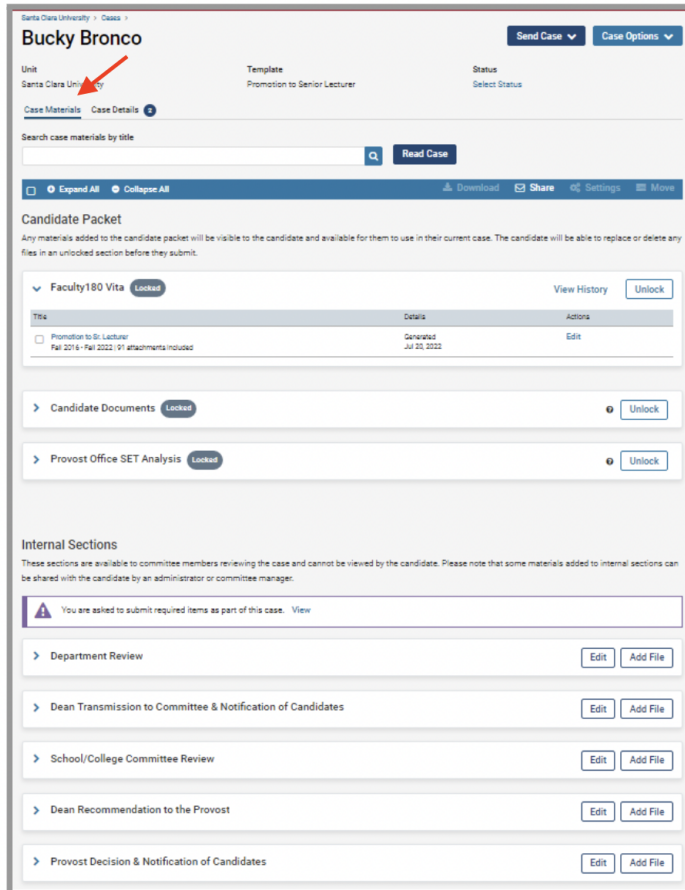 Santa Clara University > Cases >
Bucky Bronco
Send Case
Case Options
Unit
Template
Status
Santa Clara University
Promotion to Senior Lecturer
Select Status
Case Materials
Case Details 2
Search case materials by title
Read Case
Expand All
Collapse All
Download
Share
Settings
Move
Candidate Packet
Any materials added to the candidate packet will be visible to the candidate and available for them to use in their current case. The candidate will be able to replace or delete any
files in an unlocked section before they submit.
Faculty180 Vita Locked
View History
Unlock
Title
Details
Actions
Promotion to Sr. Lecturer
Generated
Edit
Fall 2016 - Fall 2022 | 91 attachments included
Jul 20, 2022
Candidate Documents Locked
Unlock
Provost Office SET Analysis Locked
Unlock
Internal Sections
These sections are available to committee members reviewing the case and cannot be viewed by the candidate. Please note that some materials added to internal sections can
be shared with the candidate by an administrator or committee manager.
You are asked to submit required items as part of this case. View
Department Review
Edit
Add File
Dean Transmission to Committee & Notification of Candidates
Edit
Add File
School/College Committee Review
Edit
Add File
Dean Recommendation to the Provost
Edit
Add File
Provost Decision & Notification of Candidates
Edit
Add File